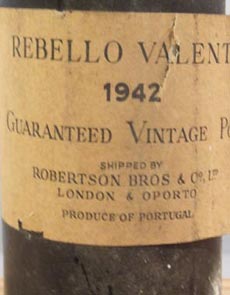 REBELLO VALENT
1942
GUARANTEED VINTAGE Po
SHIPPED BY
ROBERTSON BROS & Co., LTD
LONDON & OPORTO
PRODUCE OF PORTUGAL